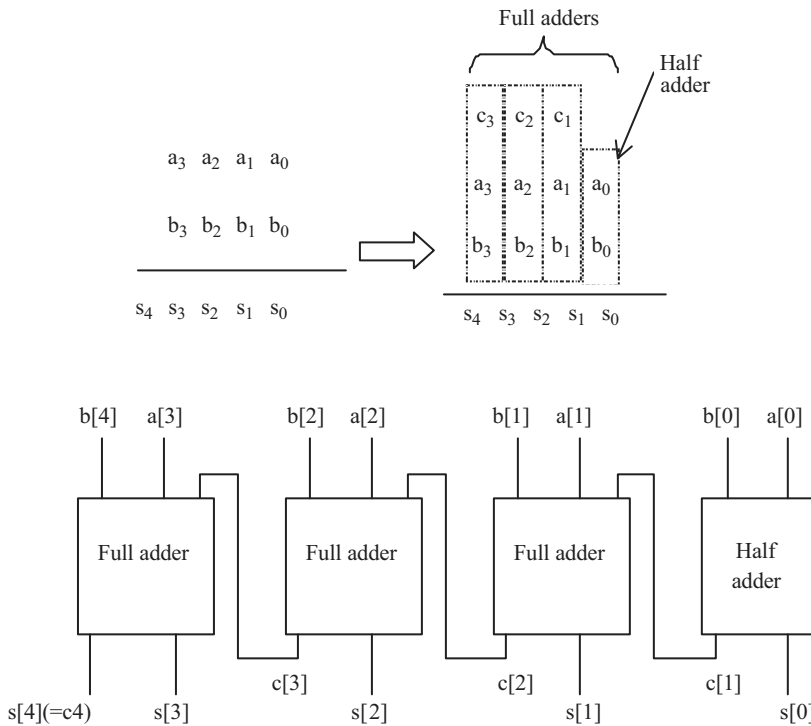 Full adders
Half
adder
c3 c2 c1
a3 a2 a1 a0
a3 a2 a1 a0
b3 b2 b1 b0
b3 b2 b1 b0
s4 s3 s2 s1 s0
s4 s3 s2 s1 s0
b[4] a[3] b[2] a[2] b[1] a[1] b[0] a[0]
Full adder Full adder Full adder Half
adder
c[3] c[2] c[1]
s[4](=c4) s[3] s[2] s[1] s[0